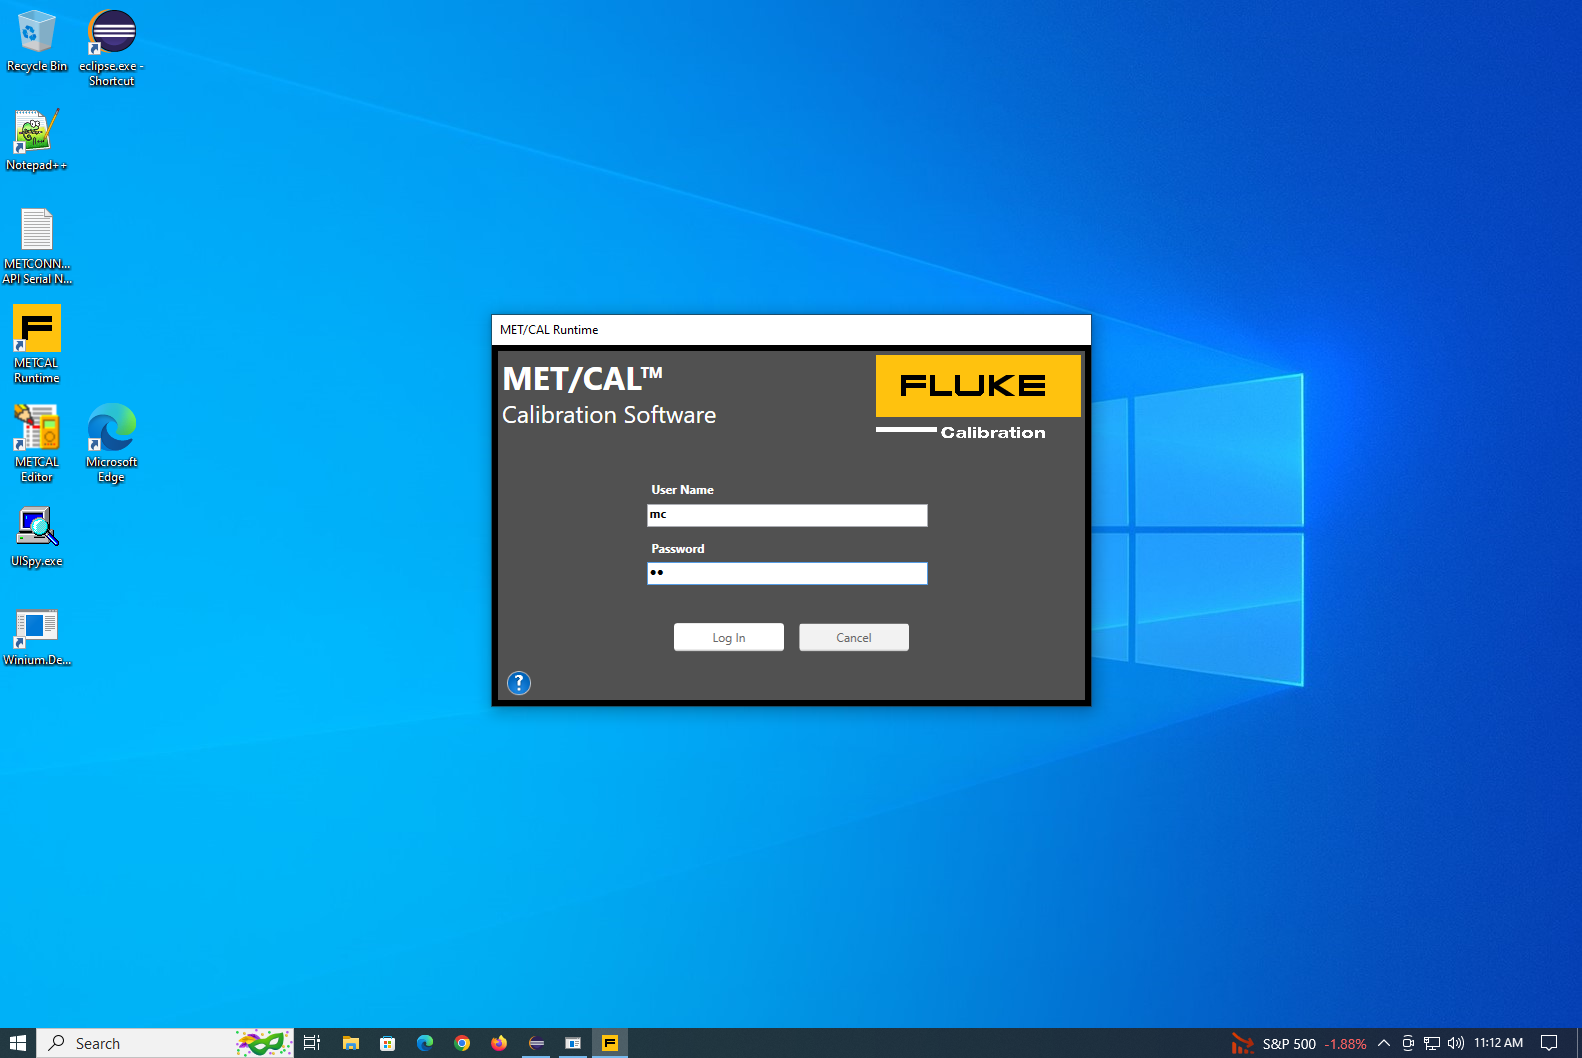 Recycle Bin
eclipse.exe -
Shortcut
Notepad++
METCONN...
API Serial N...
METCAL
Runtime
METCAL
Editor
Microsoft
Edge
UISpy.exe
Winium.De...
MET/CAL Runtime
MET/CAL™
Calibration Software
FLUKE
Calibration
User Name
mc
Password
••
Log In
Cancel
?
Search
S&P 500 -1.88%
11:12 AM